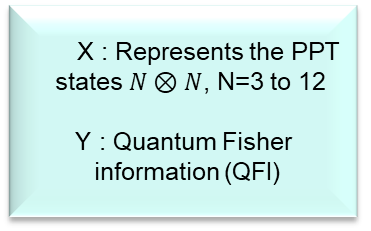 X : Represents the PPT
states 𝑁 ⊗ 𝑁, N=3 to 12
Y : Quantum Fisher
information (QFI)